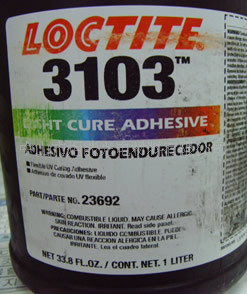 LOCTITE
3103™
LIGHT CURE ADHESIVE
ADHESIVO FOTOENDURECEDOR
Flexible UV Curing Adhesive
Adhesivo de curado UV flexible
PART/PARTE NO. 23692
WARNING: COMBUSTIBLE LIQUID. MAY CAUSE ALLERGIC
SKIN REACTION. IRRITANT. Read side panel.
PRECAUCIONES: LIQUIDO COMBUSTIBLE, PUEDE
CAUSAR UNA REACCION ALERGICA EN LA PIEL.
IRRITANTE. Lea el cuadro lateral.
NET 33.8 FL.OZ. / CONT. NET. 1 LITER